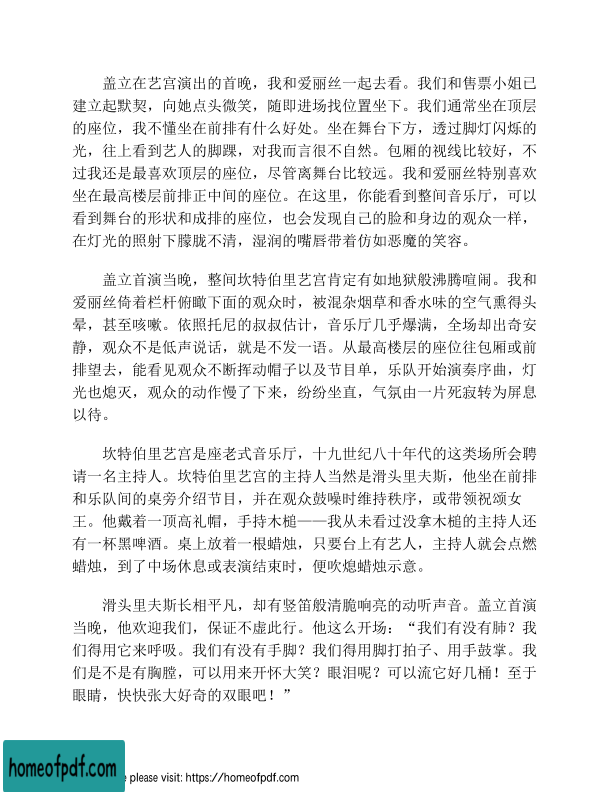 盖立在艺宫演出的首晚，我和爱丽丝一起去看。我们和售票小姐已
建立起默契，向她点头微笑，随即进场找位置坐下。我们通常坐在顶层
的座位，我不懂坐在前排有什么好处。坐在舞台下方，透过脚灯闪烁的
光，往上看到艺人的脚踝，对我而言很不自然。包厢的视线比较好，不
过我还是最喜欢顶层的座位，尽管离舞台比较远。我和爱丽丝特别喜欢
坐在最高楼层前排正中间的座位。在这里，你能看到整间音乐厅，可以
看到舞台的形状和成排的座位，也会发现自己的脸和身边的观众一样，
在灯光的照射下朦胧不清，湿润的嘴唇带着仿如恶魔的笑容。
盖立首演当晚，整间坎特伯里艺宫肯定有如地狱般沸腾喧闹。我和
爱丽丝倚着栏杆俯瞰下面的观众时，被混杂烟草和香水味的空气熏得头
晕，甚至咳嗽。依照托尼的叔叔估计，音乐厅几乎爆满，全场却出奇安
静，观众不是低声说话，就是不发一语。从最高楼层的座位往包厢或前
排望去，能看见观众不断挥动帽子以及节目单，乐队开始演奏序曲，灯
光也熄灭，观众的动作慢了下来，纷纷坐直，气氛由一片死寂转为屏息
以待。
坎特伯里艺宫是座老式音乐厅，十九世纪八十年代的这类场所会聘
请一名主持人。坎特伯里艺宫的主持人当然是滑头里夫斯，他坐在前排
和乐队间的桌旁介绍节目，并在观众鼓噪时维持秩序，或带领祝颂女
王。他戴着一顶高礼帽，手持木槌——我从未看过没拿木槌的主持人还
有一杯黑啤酒。桌上放着一根蜡烛，只要台上有艺人，主持人就会点燃
蜡烛，到了中场休息或表演结束时，便吹熄蜡烛示意。
滑头里夫斯长相平凡，却有竖笛般清脆响亮的动听声音。盖立首演
当晚，他欢迎我们，保证不虚此行。他这么开场：“我们有没有肺？我
们得用它来呼吸。我们有没有手脚？我们得用脚打拍子、用手鼓掌。我
们是不是有胸膛，可以用来开怀大笑？眼泪呢？可以流它好几桶！至于
眼睛，快快张大好奇的双眼吧！”
homeofpdf.com
please visit: https://homeofpdf.com